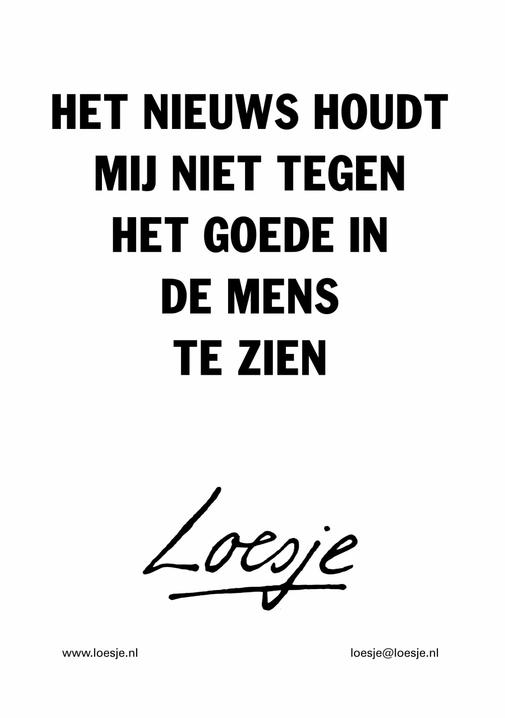 HET NIEUWS HOUDT
MIJ NIET TEGEN
HET GOEDE IN
DE MENS
TE ZIEN
Loesje
www.loesje.nl loesje@loesje.nl